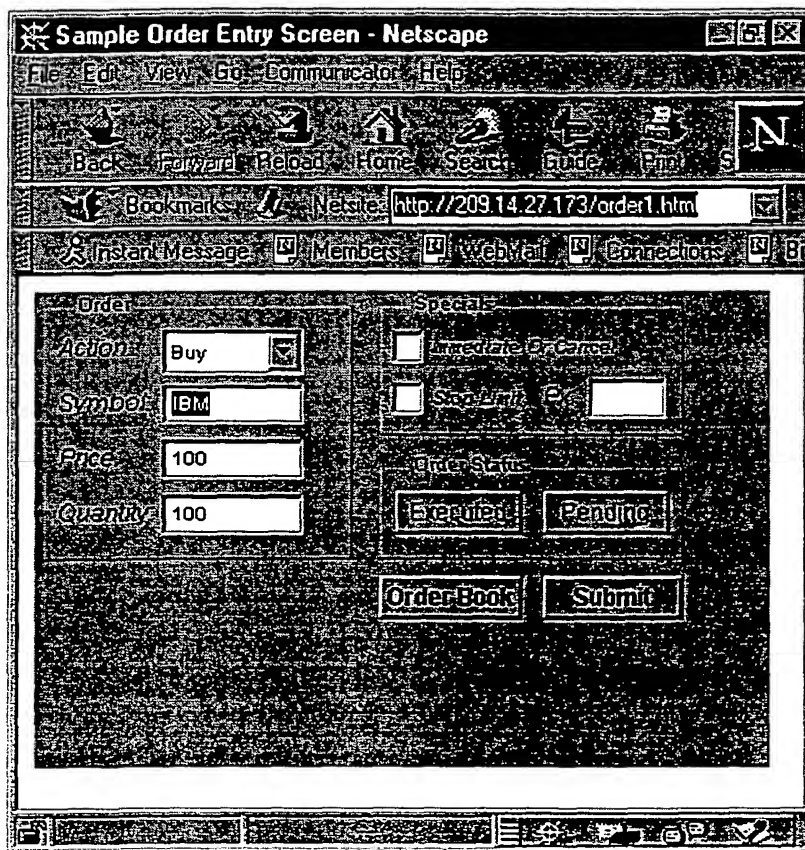 Sample Order Entry Screen - Netscape
File Edit View Go Communicator Help
Back Forward Reload Home Search Guide Print S
N
Bookmarks Netsite: http://209.14.27.173/order1.htm
Instant Message Members WebMail Connections
Order
Specials
Action: Buy
Immediate Or Cancel
Symbol: IBM
Stop Limit
Price: 100
Order Status
Quantity: 100
Executed Pending
Order Book Submit